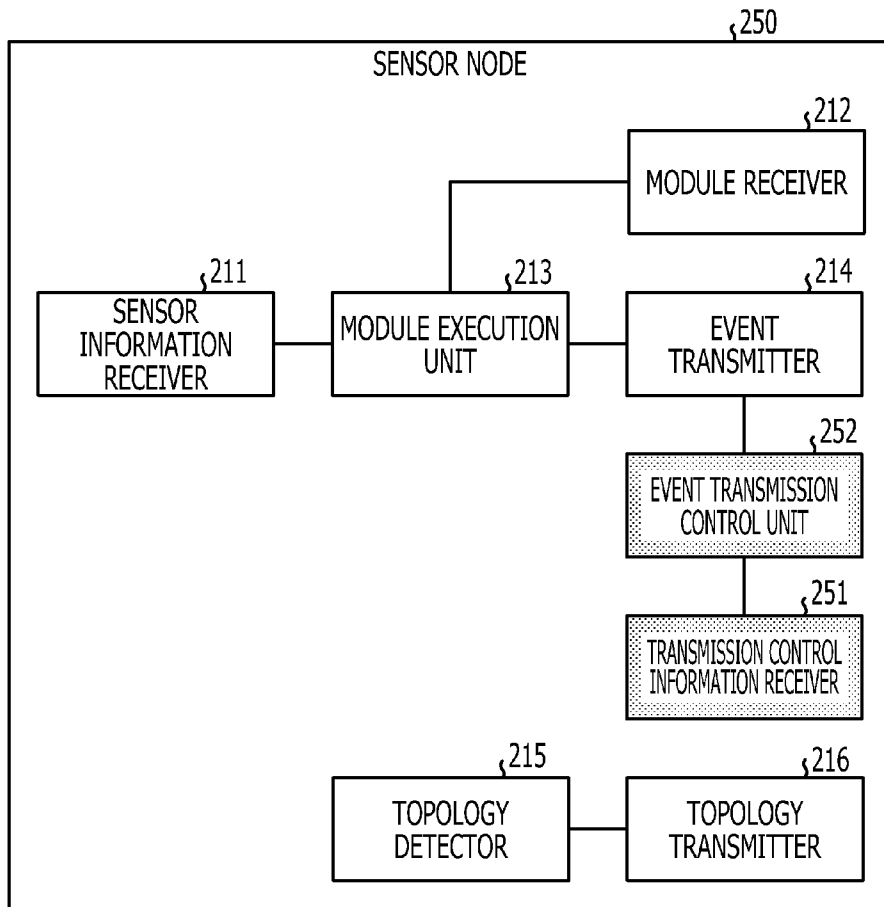 250
SENSOR NODE
212
MODULE RECEIVER
211
SENSOR
INFORMATION
RECEIVER
213
MODULE EXECUTION
UNIT
214
EVENT
TRANSMITTER
252
EVENT TRANSMISSION
CONTROL UNIT
251
TRANSMISSION CONTROL
INFORMATION RECEIVER
215
TOPOLOGY
DETECTOR
216
TOPOLOGY
TRANSMITTER